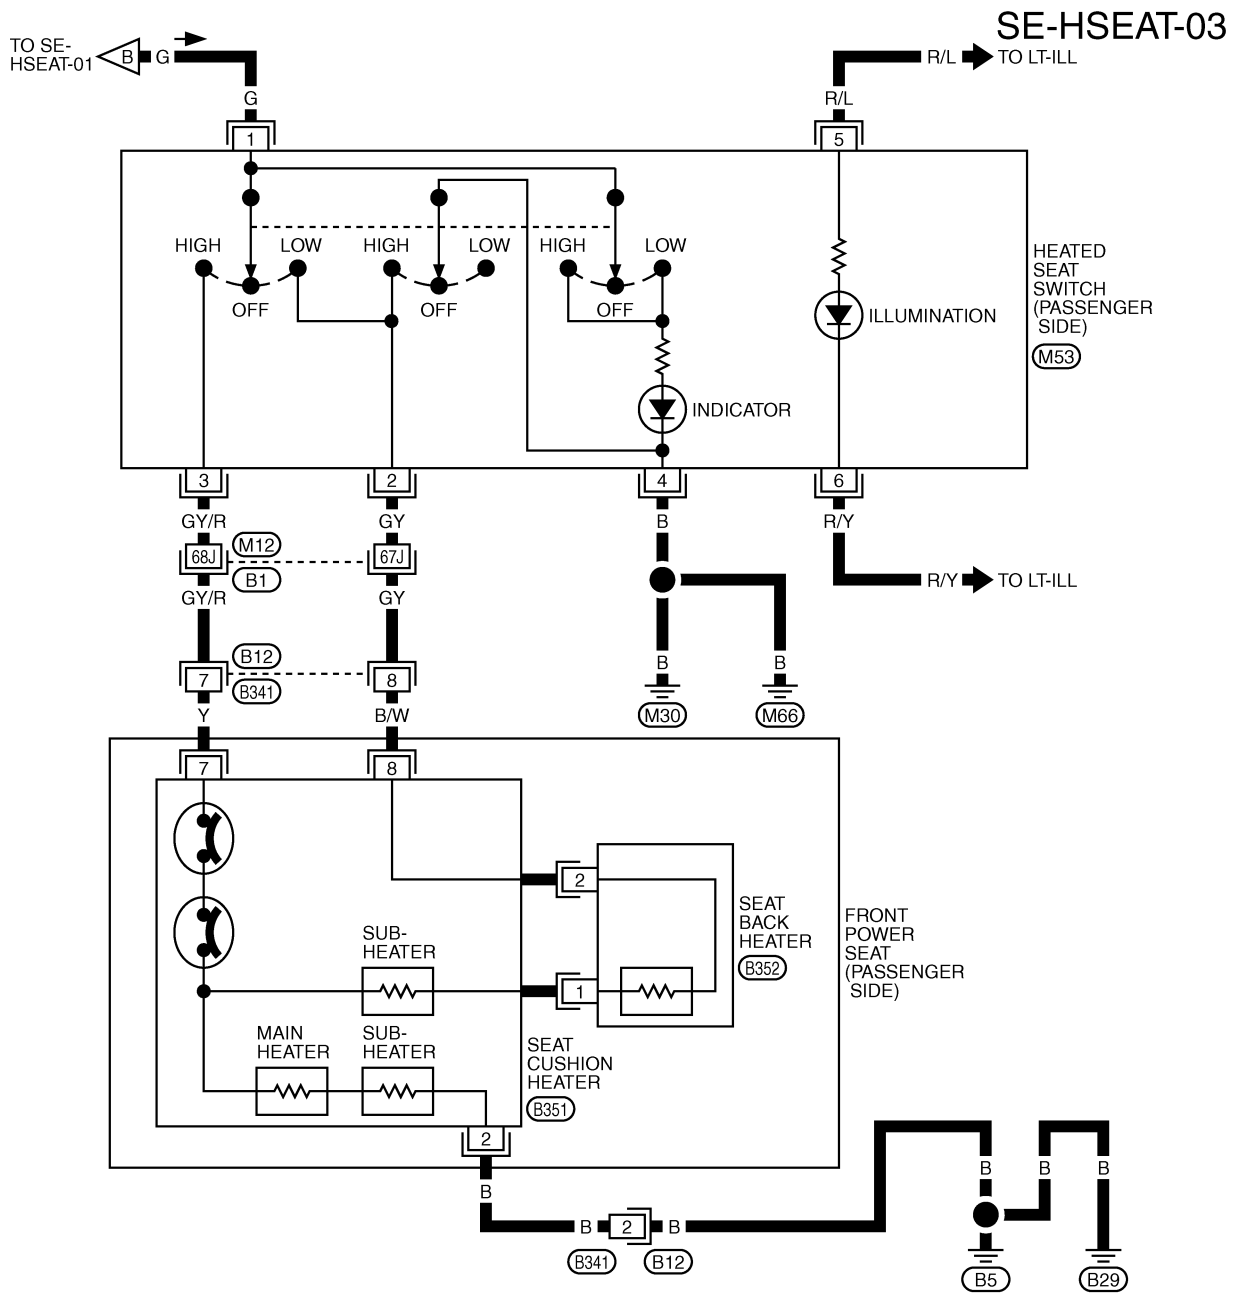 SE-HSEAT-03
TO SE-
HSEAT-01
B
G
R/L
TO LT-ILL
G
R/L
1
5
HIGH
LOW
HIGH
LOW
HIGH
LOW
OFF
OFF
OFF
HEATED
SEAT
SWITCH
(PASSENGER
SIDE)
M53
ILLUMINATION
INDICATOR
3
2
4
6
GY/R
GY
B
R/Y
68J
M12
67J
B1
GY/R
GY
R/Y
TO LT-ILL
7
B12
8
B341
B
B
Y
B/W
M30
M66
7
8
2
SEAT
BACK
HEATER
B352
FRONT
POWER
SEAT
(PASSENGER
SIDE)
SUB-
HEATER
1
MAIN
HEATER
SUB-
HEATER
SEAT
CUSHION
HEATER
B351
2
B
B
B
B
B
2
B
B341
B12
B5
B29